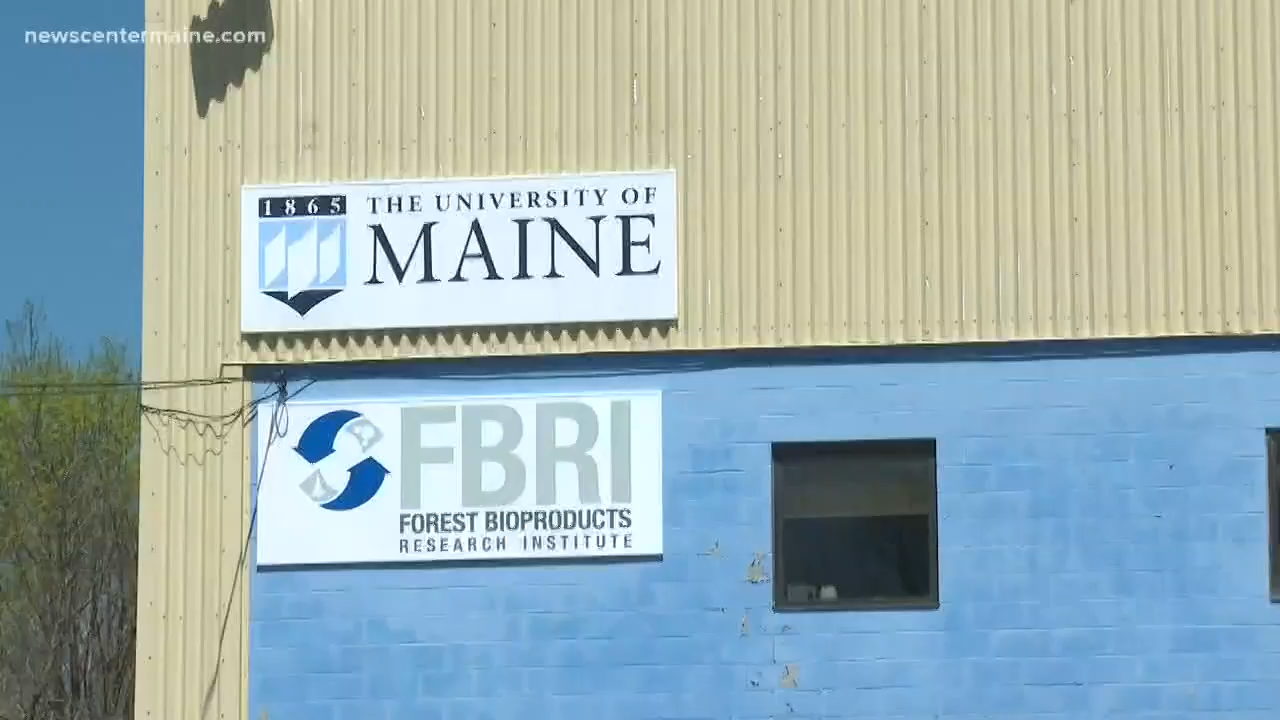 newscentermaine.com
1865
THE UNIVERSITY OF
MAINE
FBRI
FOREST BIOPRODUCTS
RESEARCH INSTITUTE